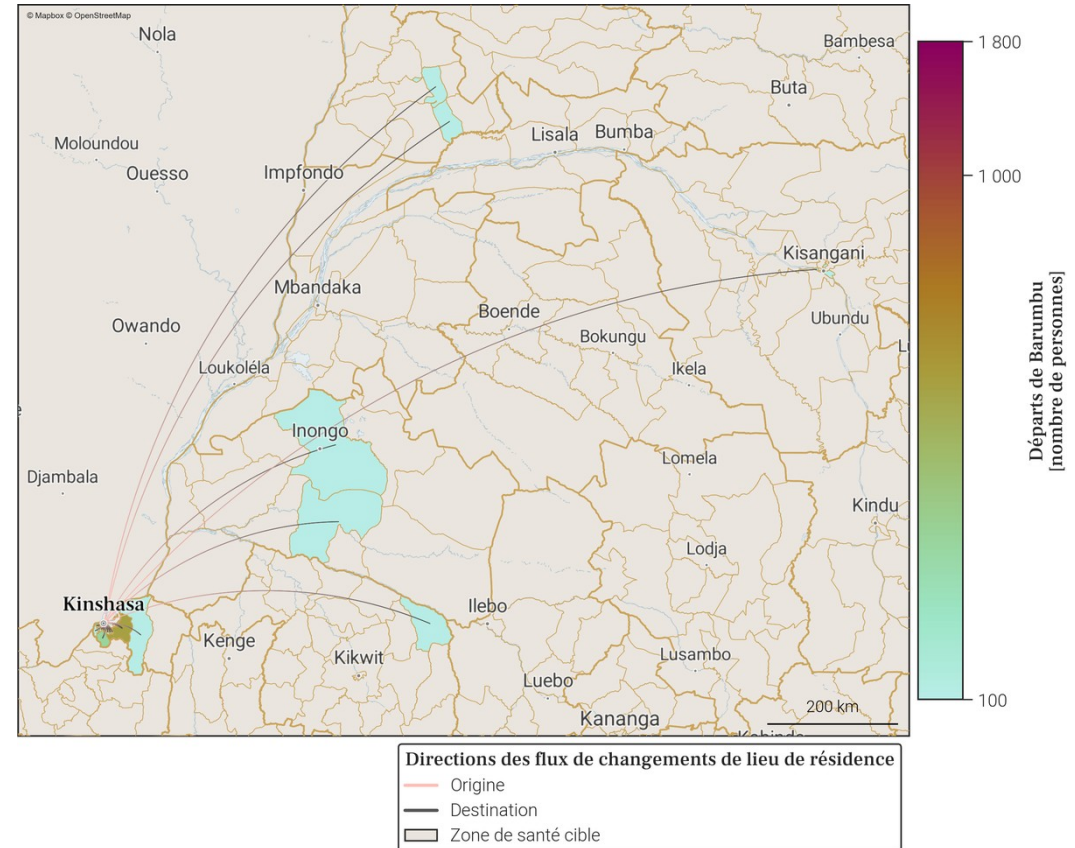 © Mapbox © OpenStreetMap
Nola
Bambesa
Buta
Lisala
Bumba
Moloundou
Ouesso
Impfondo
Kisangani
Mbandaka
Boende
Ubundu
Owando
Bokungu
Loukoléla
Ikela
Inongo
Lomela
Djambala
Kindu
Lodja
Kinshasa
Ilebo
Kenge
Kikwit
Lusambo
Luebo
Kananga
200 km
1 800
1 000
100
Départs de Barumbu
[nombre de personnes]
Directions des flux de changements de lieu de résidence
Origine
Destination
Zone de santé cible